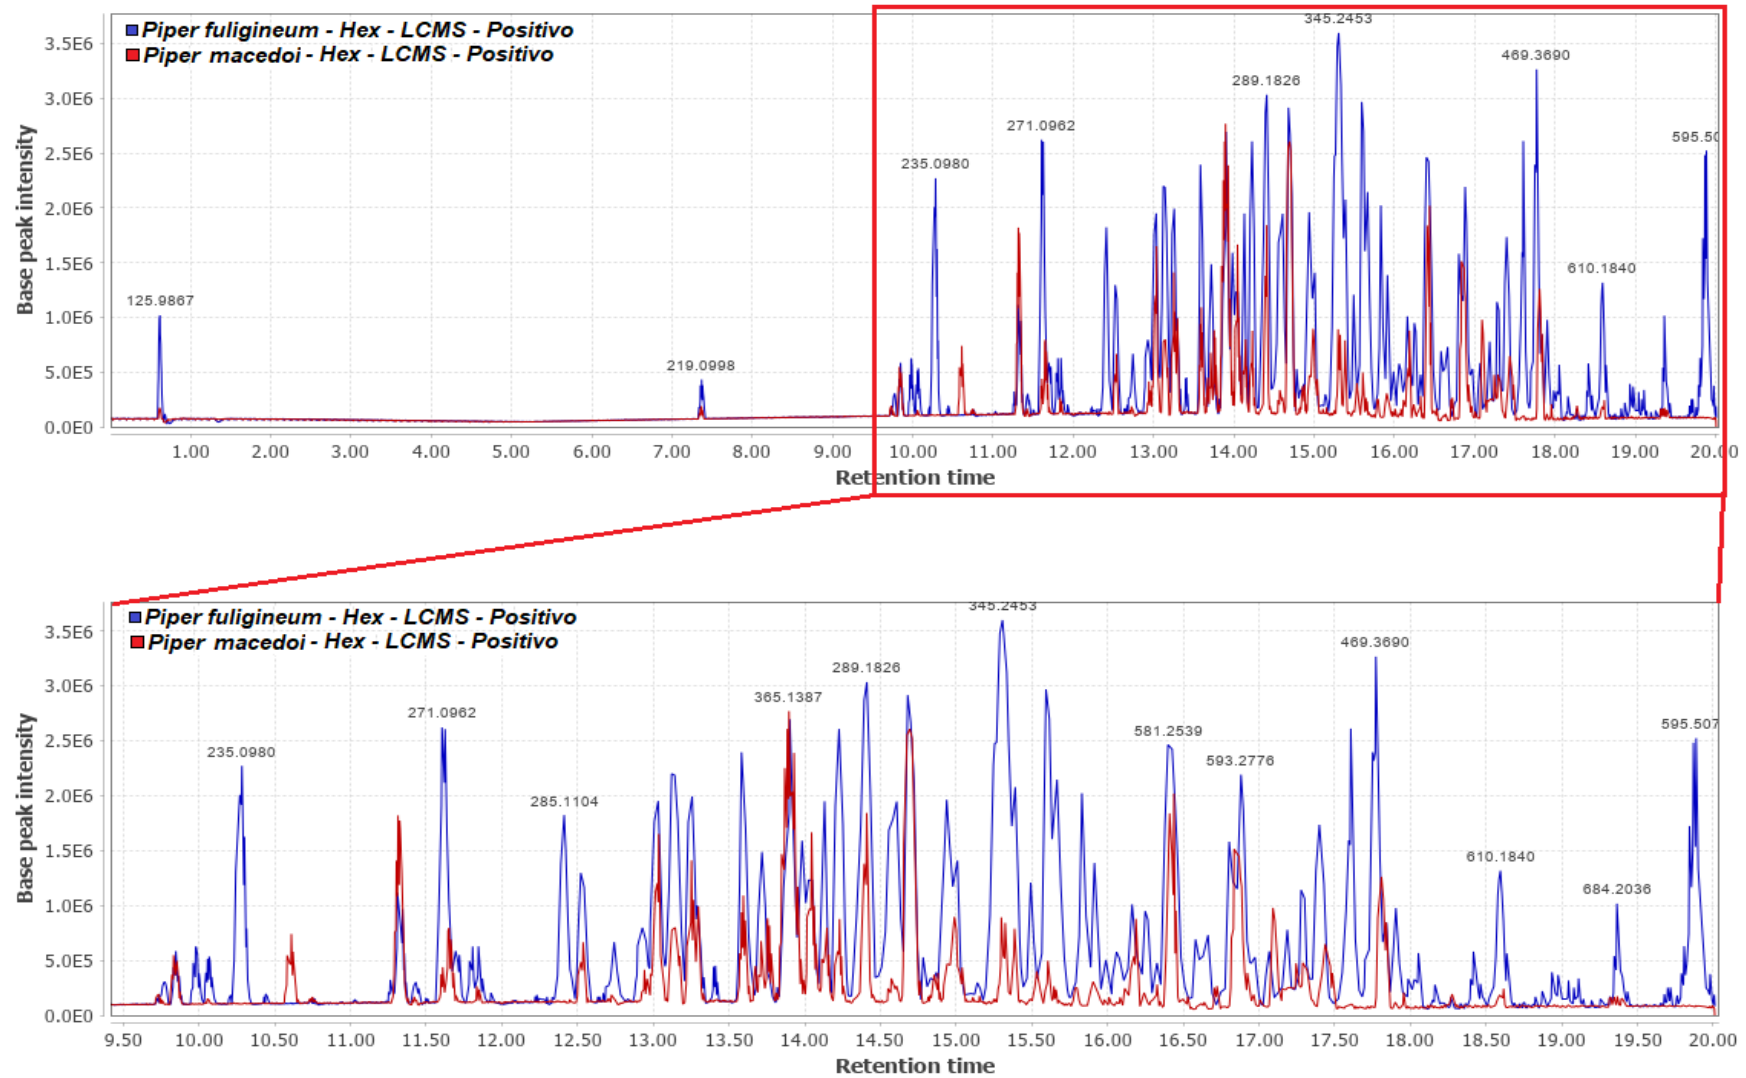 Piper fuligineum - Hex - LCMS - Positivo
Piper macedoi - Hex - LCMS - Positivo
Base peak intensity
3.5E6
3.0E6
2.5E6
2.0E6
1.5E6
1.0E6
5.0E5
0.0E0
345.2453
469.3690
289.1826
271.0962
595.50
235.0980
610.1840
125.9867
219.0998
1.00 2.00 3.00 4.00 5.00 6.00 7.00 8.00 9.00 10.00 11.00 12.00 13.00 14.00 15.00 16.00 17.00 18.00 19.00 20.00
Retention time
Piper fuligineum - Hex - LCMS - Positivo
Piper macedoi - Hex - LCMS - Positivo
Base peak intensity
3.5E6
3.0E6
2.5E6
2.0E6
1.5E6
1.0E6
5.0E5
0.0E0
345.2453
469.3690
289.1826
365.1387
271.0962
595.507
581.2539
235.0980
593.2776
285.1104
610.1840
684.2036
9.50 10.00 10.50 11.00 11.50 12.00 12.50 13.00 13.50 14.00 14.50 15.00 15.50 16.00 16.50 17.00 17.50 18.00 18.50 19.00 19.50 20.00
Retention time